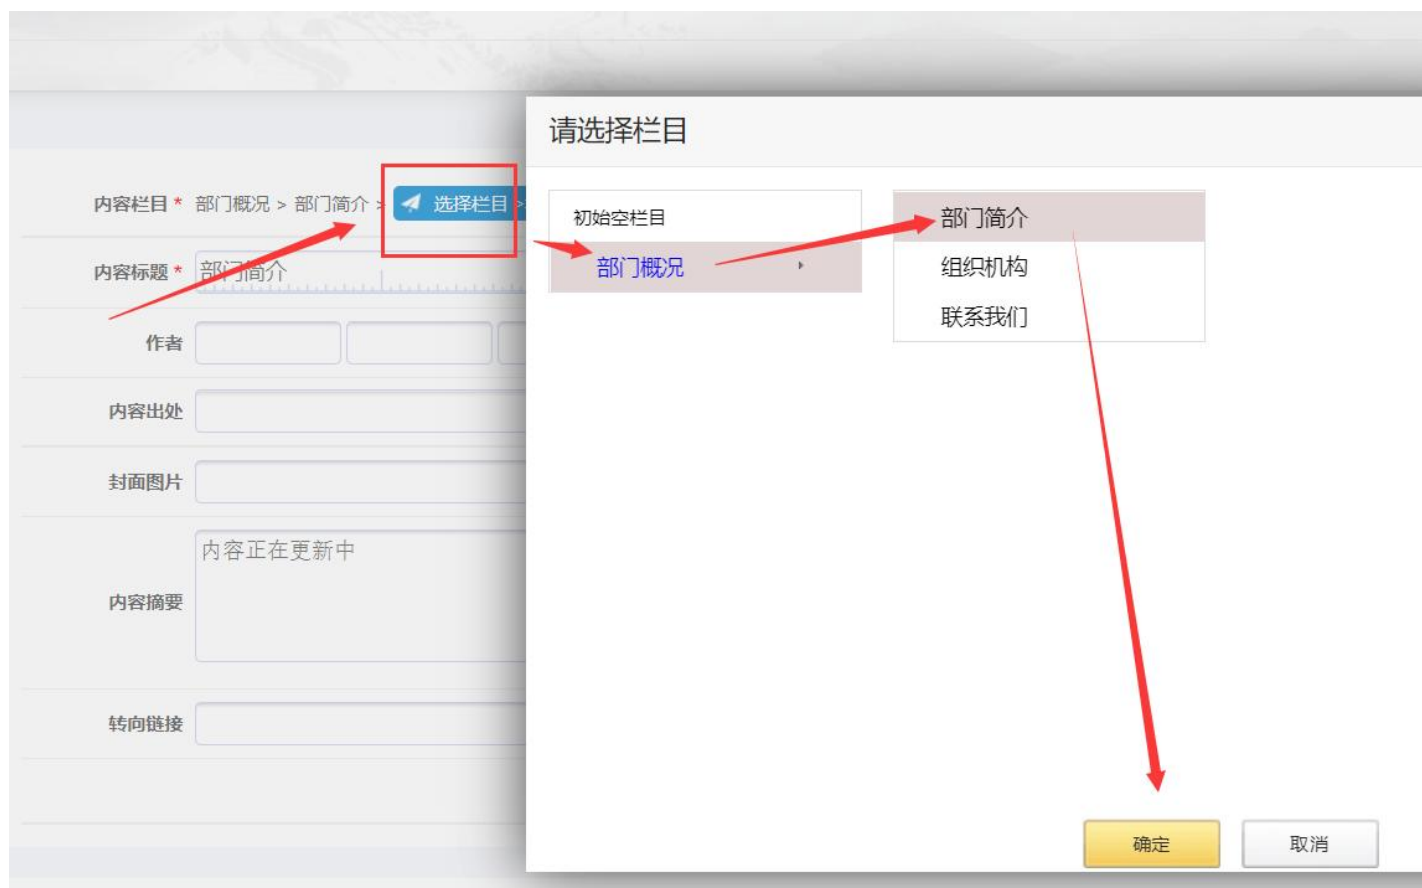 请选择栏目
内容栏目 * 部门概况 > 部门简介 > 选择栏目
初始空栏目
部门概况
部门简介
组织机构
联系我们
内容标题 * 部门简介
作者
内容出处
封面图片
内容摘要 内容正在更新中
转向链接
确定 取消